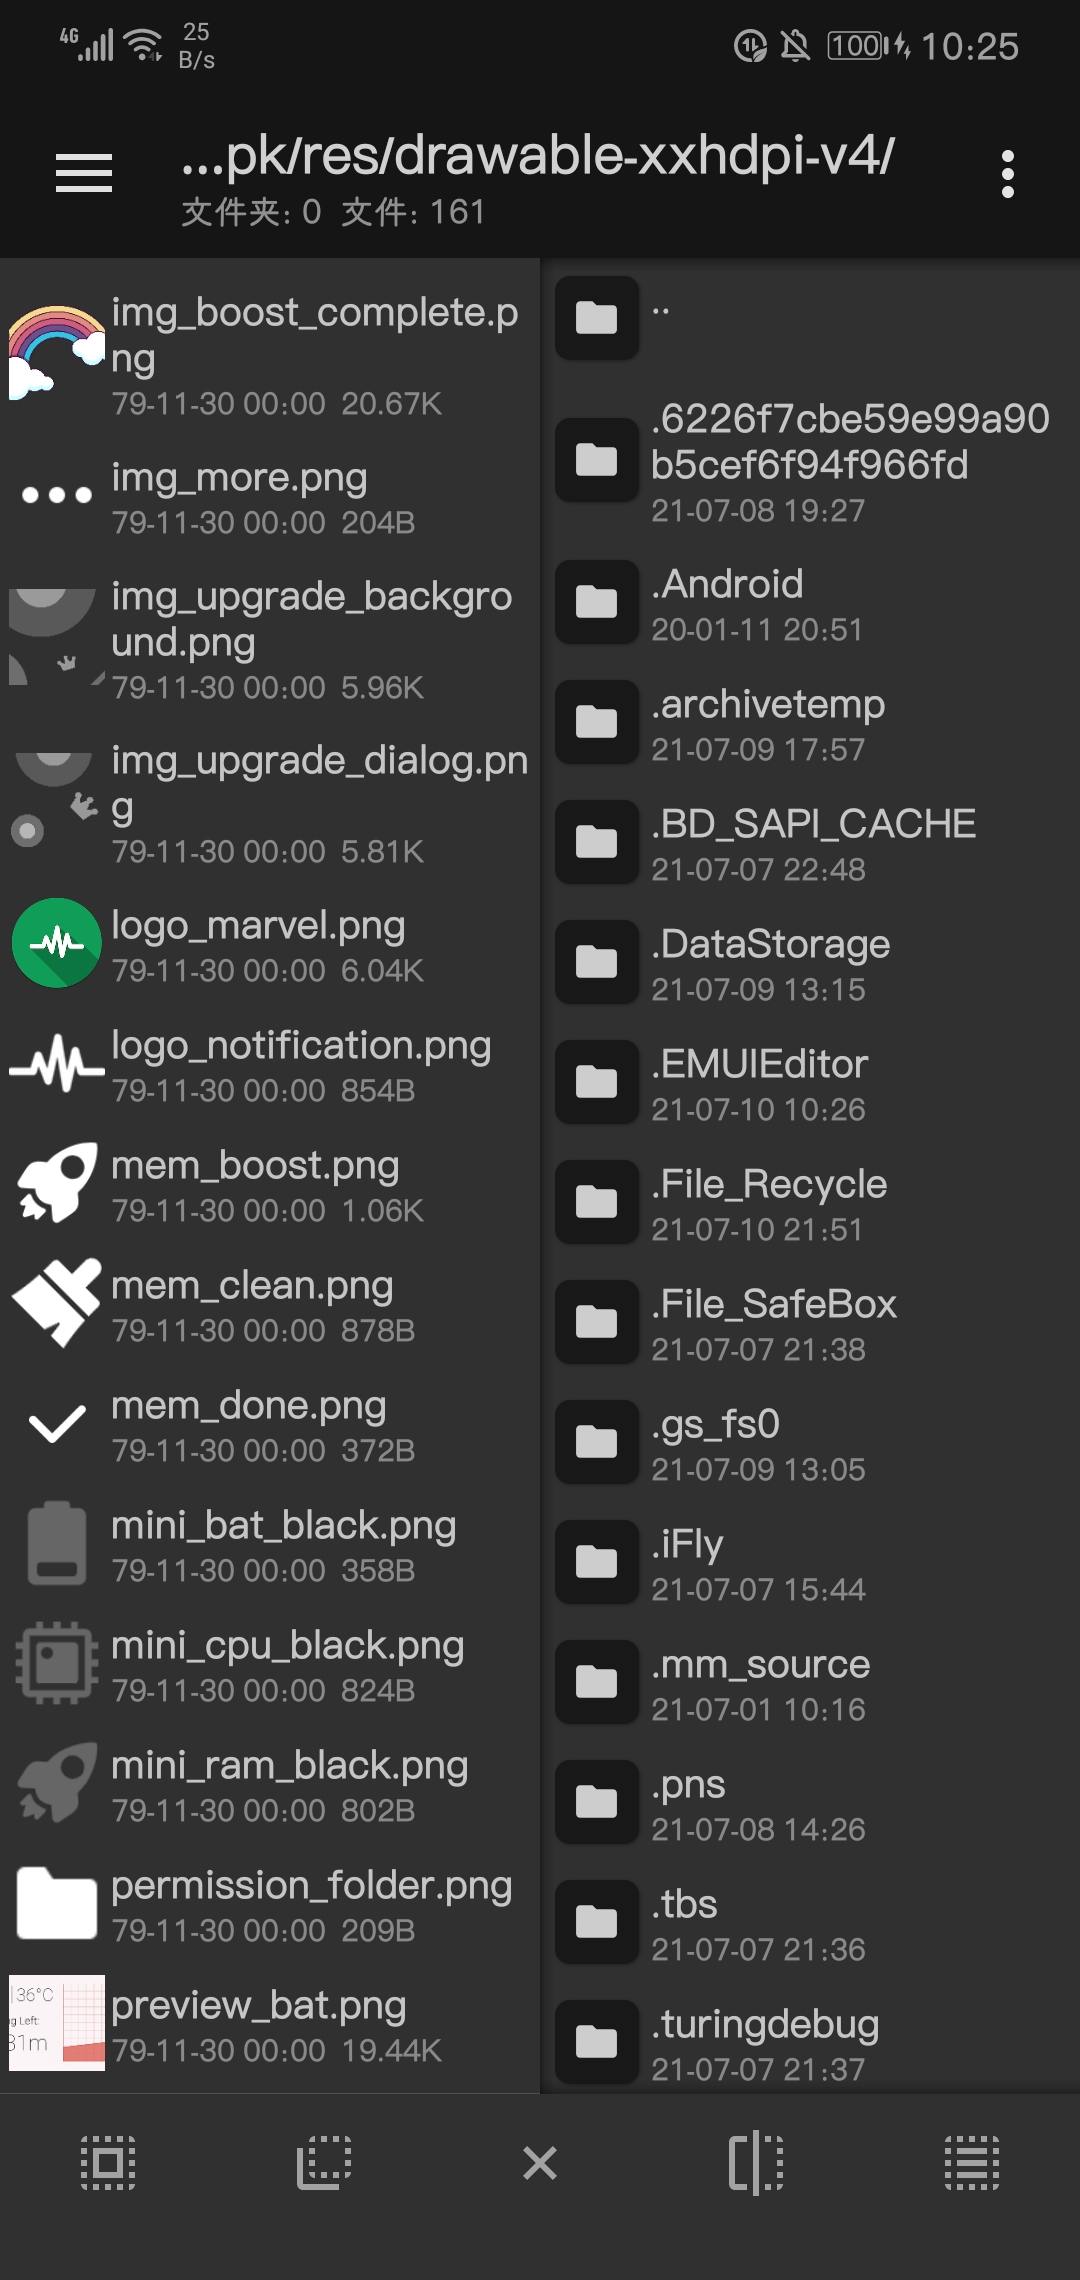 4G
25
B/s
100
10:25
...pk/res/drawable-xxhdpi-v4/
文件夹: 0 文件: 161
img_boost_complete.p
ng
79-11-30 00:00 20.67K
img_more.png
79-11-30 00:00 204B
img_upgrade_backgro
und.png
79-11-30 00:00 5.96K
img_upgrade_dialog.pn
g
79-11-30 00:00 5.81K
logo_marvel.png
79-11-30 00:00 6.04K
logo_notification.png
79-11-30 00:00 854B
mem_boost.png
79-11-30 00:00 1.06K
mem_clean.png
79-11-30 00:00 878B
mem_done.png
79-11-30 00:00 372B
mini_bat_black.png
79-11-30 00:00 358B
mini_cpu_black.png
79-11-30 00:00 824B
mini_ram_black.png
79-11-30 00:00 802B
permission_folder.png
79-11-30 00:00 209B
36°C
g Left:
31m
preview_bat.png
79-11-30 00:00 19.44K
..
.6226f7cbe59e99a90
b5cef6f94f966fd
21-07-08 19:27
.Android
20-01-11 20:51
.archivetemp
21-07-09 17:57
.BD_SAPI_CACHE
21-07-07 22:48
.DataStorage
21-07-09 13:15
.EMUIEditor
21-07-10 10:26
.File_Recycle
21-07-10 21:51
.File_SafeBox
21-07-07 21:38
.gs_fs0
21-07-09 13:05
.iFly
21-07-07 15:44
.mm_source
21-07-01 10:16
.pns
21-07-08 14:26
.tbs
21-07-07 21:36
.turingdebug
21-07-07 21:37